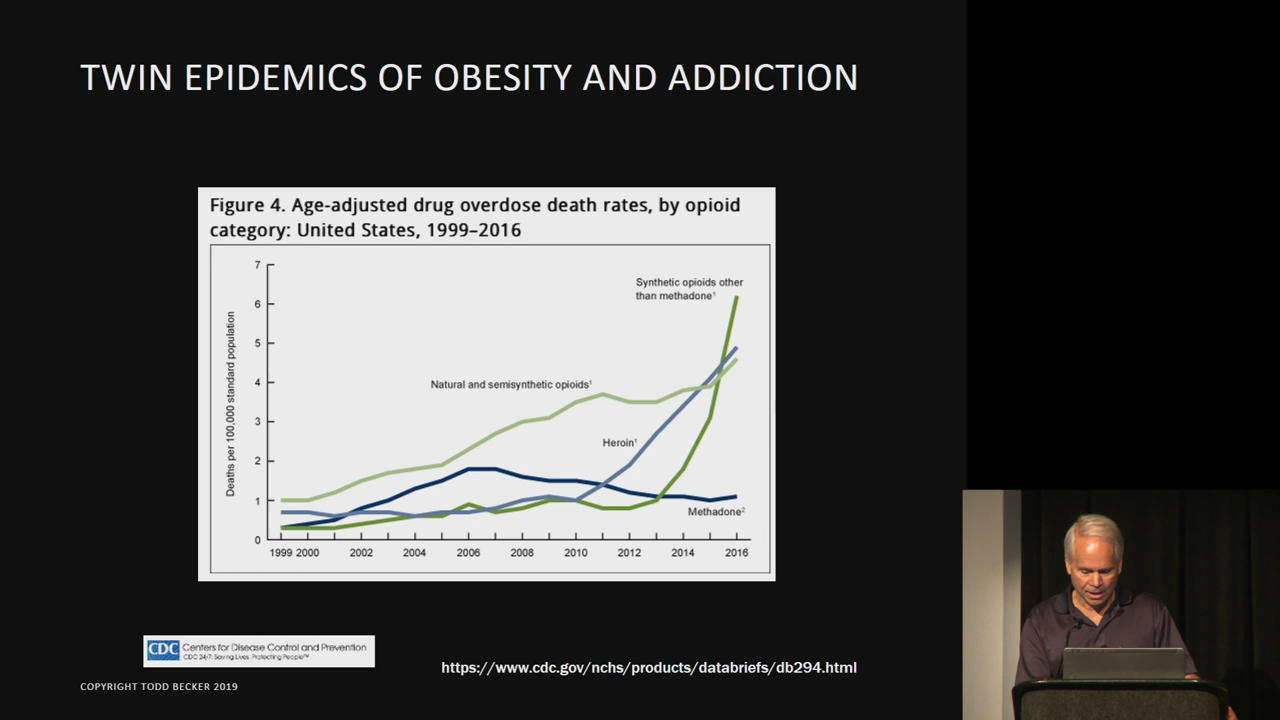 TWIN EPIDEMICS OF OBESITY AND ADDICTION
Figure 4. Age-adjusted drug overdose death rates, by opioid
category: United States, 1999–2016
7
6
5
4
3
2
1
0
Deaths per 100,000 standard population
Synthetic opioids other
than methadone¹
Natural and semisynthetic opioids¹
Heroin¹
Methadone²
1999 2000 2002 2004 2006 2008 2010 2012 2014 2016
CDC Centers for Disease Control and Prevention
CDC 24/7: Saving Lives. Protecting People™
https://www.cdc.gov/nchs/products/databriefs/db294.html
COPYRIGHT TODD BECKER 2019